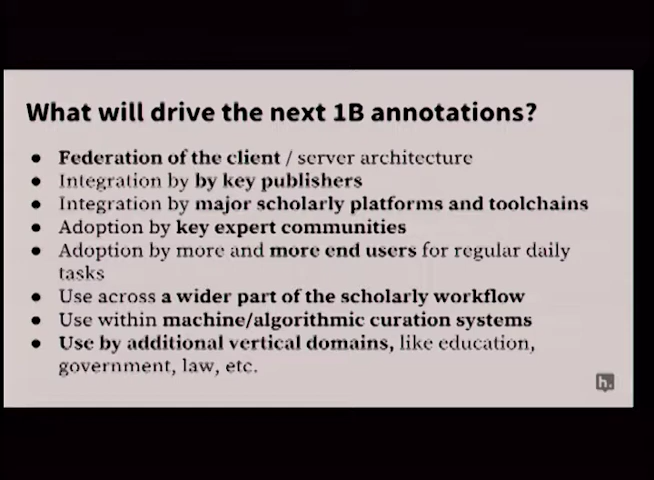 What will drive the next 1B annotations?
● Federation of the client / server architecture
● Integration by by key publishers
● Integration by major scholarly platforms and toolchains
● Adoption by key expert communities
● Adoption by more and more end users for regular daily
tasks
● Use across a wider part of the scholarly workflow
● Use within machine/algorithmic curation systems
● Use by additional vertical domains, like education,
government, law, etc.
h.